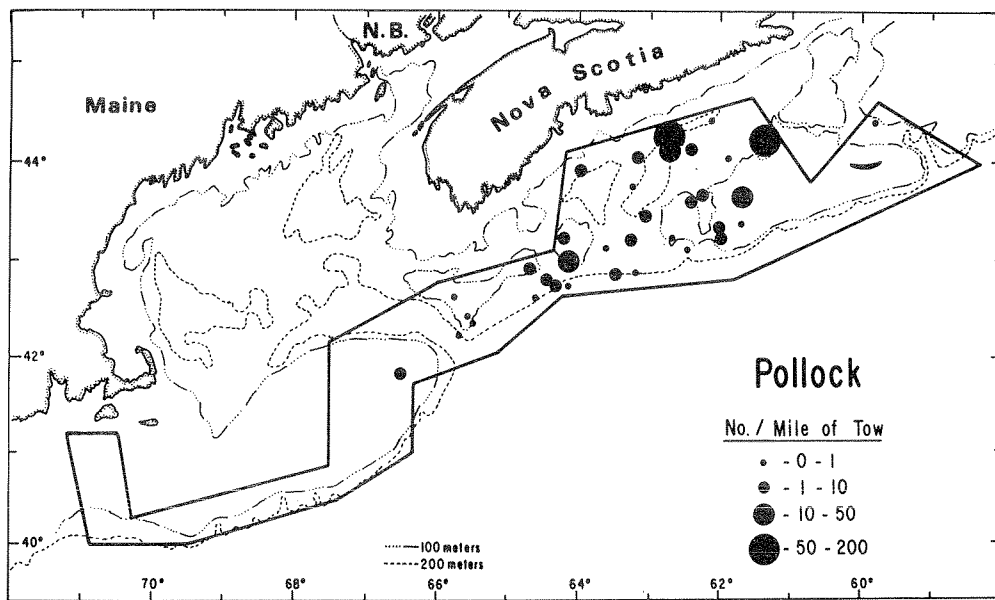 N.B.
Nova Scotia
Maine
44°
42°
40°
Pollock
No. / Mile of Tow
- 0 - 1
- 1 - 10
- 10 - 50
- 50 - 200
100 meters
200 meters
70° 68° 66° 64° 62° 60°